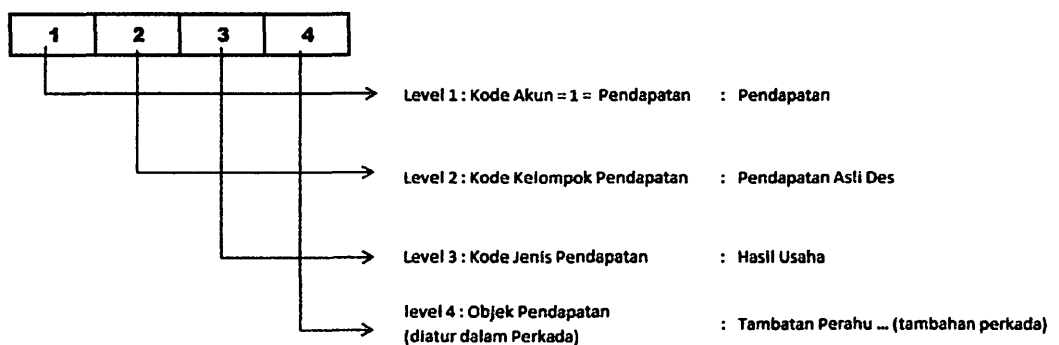 1 2 3 4
Level 1 : Kode Akun = 1 = Pendapatan : Pendapatan
Level 2 : Kode Kelompok Pendapatan : Pendapatan Asli Des
Level 3 : Kode Jenis Pendapatan : Hasil Usaha
level 4 : Objek Pendapatan
(diatur dalam Perkada) : Tambatan Perahu ... (tambahan perkada)